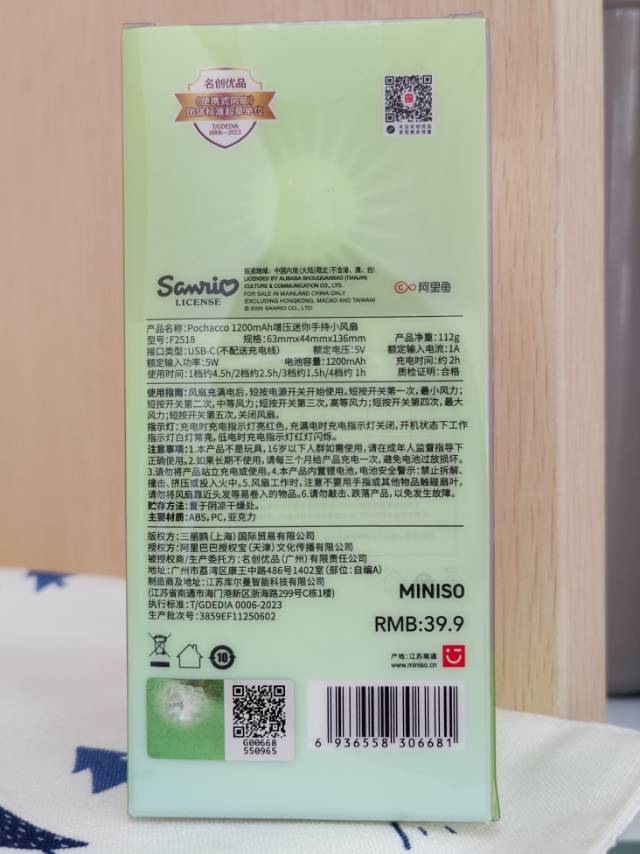 名创优品
《便携式风扇》
团体标准起草单位
T/GDEDIA
0006—2023
Sanrio
LICENSE
贩卖地域：中国内地(大陆)限定(不含港、澳、台)
LICENSED BY ALIBABA SHOUQUANBAO (TIANJIN)
CULTURE & COMMUNICATION CO., LTD.
FOR SALE IN MAINLAND CHINA ONLY
(EXCLUDING HONGKONG, MACAO AND TAIWAN)
© 2025 SANRIO CO., LTD.
阿里鱼
产品名称：Pochacco 1200mAh增压迷你手持小风扇
型号：F2518 规格：63mm×44mm×136mm 产品净重：112g
接口类型：USB-C(不配送充电线) 额定电压：5V 额定输入电流：1A
额定输入功率：5W 电池容量：1200mAh 充电时间：约 2h
使用时间：1档约4.5h/2档约2.5h/3档约1.5h/4档约 1h 质检证明：合格
使用指南：风扇充满电后，短按电源开关开始使用。短按开关第一次，最小风力；
短按开关第二次，中等风力；短按开关第三次，高等风力；短按开关第四次，最大
风力；短按开关第五次，关闭风扇。
指示灯：充电时充电指示灯亮红色，充满电时充电指示灯关闭，开机状态下工作
指示灯白灯常亮，低电时充电指示灯红灯闪烁。
注意事项：1.本产品不是玩具，16岁以下人群如需使用，请在成年人监督指导下
正确使用。2.如果长期不使用，请每三个月给产品充电一次，避免电池过放损坏。
3.请勿将产品站立充电或使用。4.本产品内置锂电池，电池安全警示：禁止拆解、
撞击、挤压或投入火中。5.风扇工作时，注意不要用手指或其他物品触碰扇叶，
请勿将风扇靠近头发等易卷入的物品。6.请勿敲击、跌落产品，以免发生故障。
贮存方法：置于阴凉干燥处。
主要材质：ABS，PC，亚克力
版权方：三丽鸥（上海）国际贸易有限公司
授权方：阿里巴巴授权宝（天津）文化传播有限公司
被授权商/生产委托方：名创优品（广州）有限责任公司
地址：广州市荔湾区康王中路486号1402室（部位：自编A）
制造商及地址：江苏库尔曼智能科技有限公司
（江苏省南通市海门港新区浙海路299号C栋1楼）
执行标准：T/GDEDIA 0006-2023
生产批次号：3859EF11250602
MINISO
RMB:39.9
10
产地：江苏南通
www.miniso.cn
G00668
550965
6 936558 306681